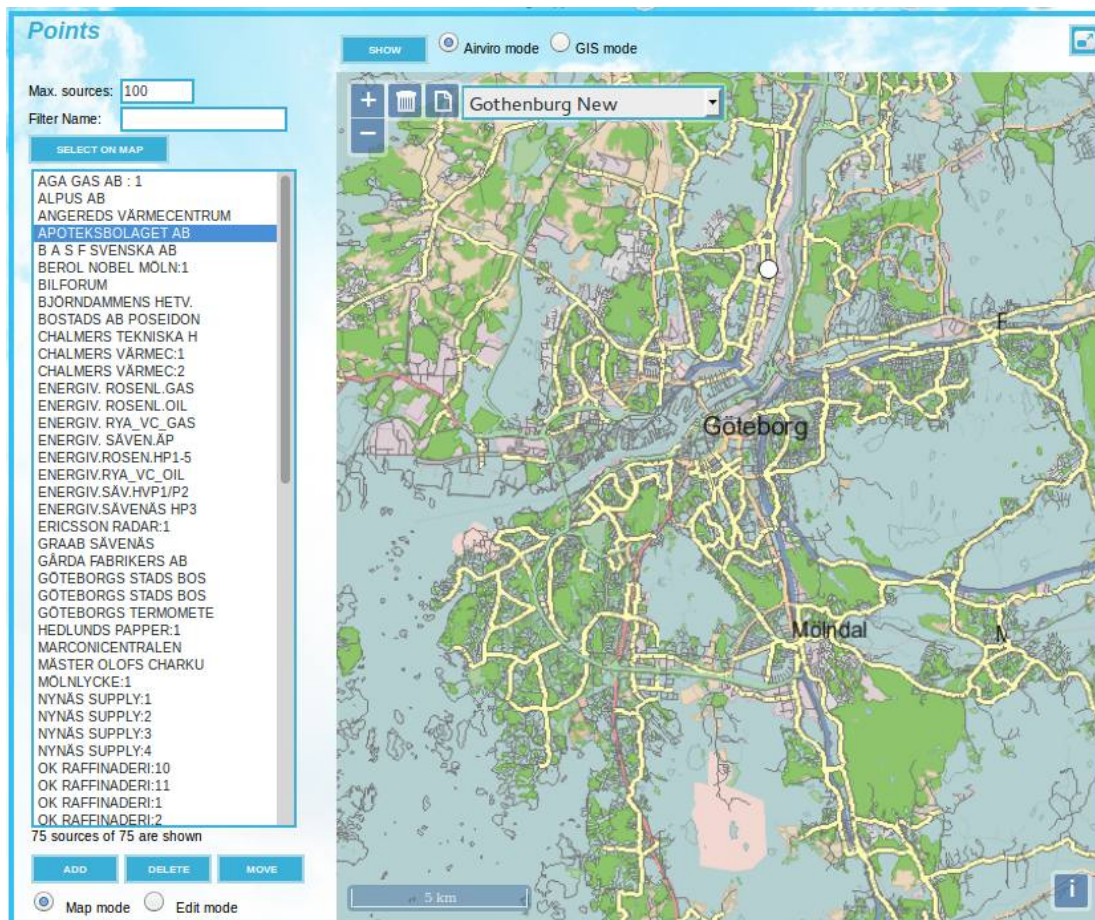 Points
SHOW Airviro mode GIS mode
Max. sources: 100
Filter Name:
SELECT ON MAP
Gothenburg New
AGA GAS AB : 1
ALPUS AB
ANGEREDS VÄRMECENTRUM
APOTEKSBOLAGET AB
B A S F SVENSKA AB
BEROL NOBEL MÖLN:1
BILFORUM
BJÖRNDAMMENS HETV.
BOSTADS AB POSEIDON
CHALMERS TEKNISKA H
CHALMERS VÄRMEC:1
CHALMERS VÄRMEC:2
ENERGIV. ROSENL.GAS
ENERGIV. ROSENL.OIL
ENERGIV. RYA_VC_GAS
ENERGIV. SÄVEN.ÄP
ENERGIV.ROSEN.HP1-5
ENERGIV.RYA_VC_OIL
ENERGIV.SÄV.HVP1/P2
ENERGIV.SÄVENÄS HP3
ERICSSON RADAR:1
GRAAB SÄVENÄS
GÅRDA FABRIKERS AB
GÖTEBORGS STADS BOS
GÖTEBORGS STADS BOS
GÖTEBORGS TERMOMETE
HEDLUNDS PAPPER:1
MARCONICENTRALEN
MÄSTER OLOFS CHARKU
MÖLNLYCKE:1
NYNÄS SUPPLY:1
NYNÄS SUPPLY:2
NYNÄS SUPPLY:3
NYNÄS SUPPLY:4
OK RAFFINADERI:10
OK RAFFINADERI:11
OK RAFFINADERI:1
OK RAFFINADERI:2
75 sources of 75 are shown
ADD DELETE MOVE
Map mode Edit mode
Göteborg
Mölndal
5 km
i